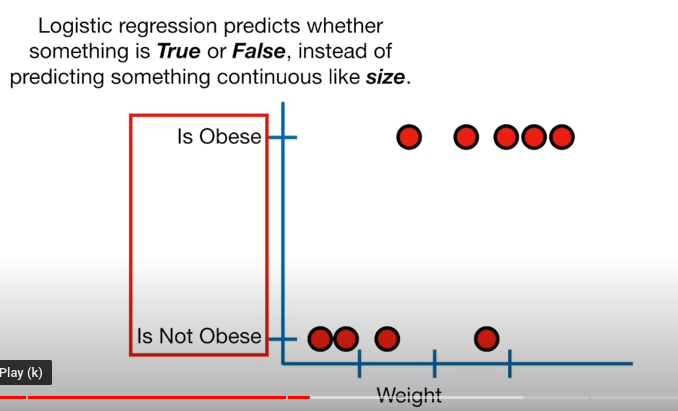 Logistic regression predicts whether
something is True or False, instead of
predicting something continuous like size.
Is Obese
Is Not Obese
Play (k)
Weight